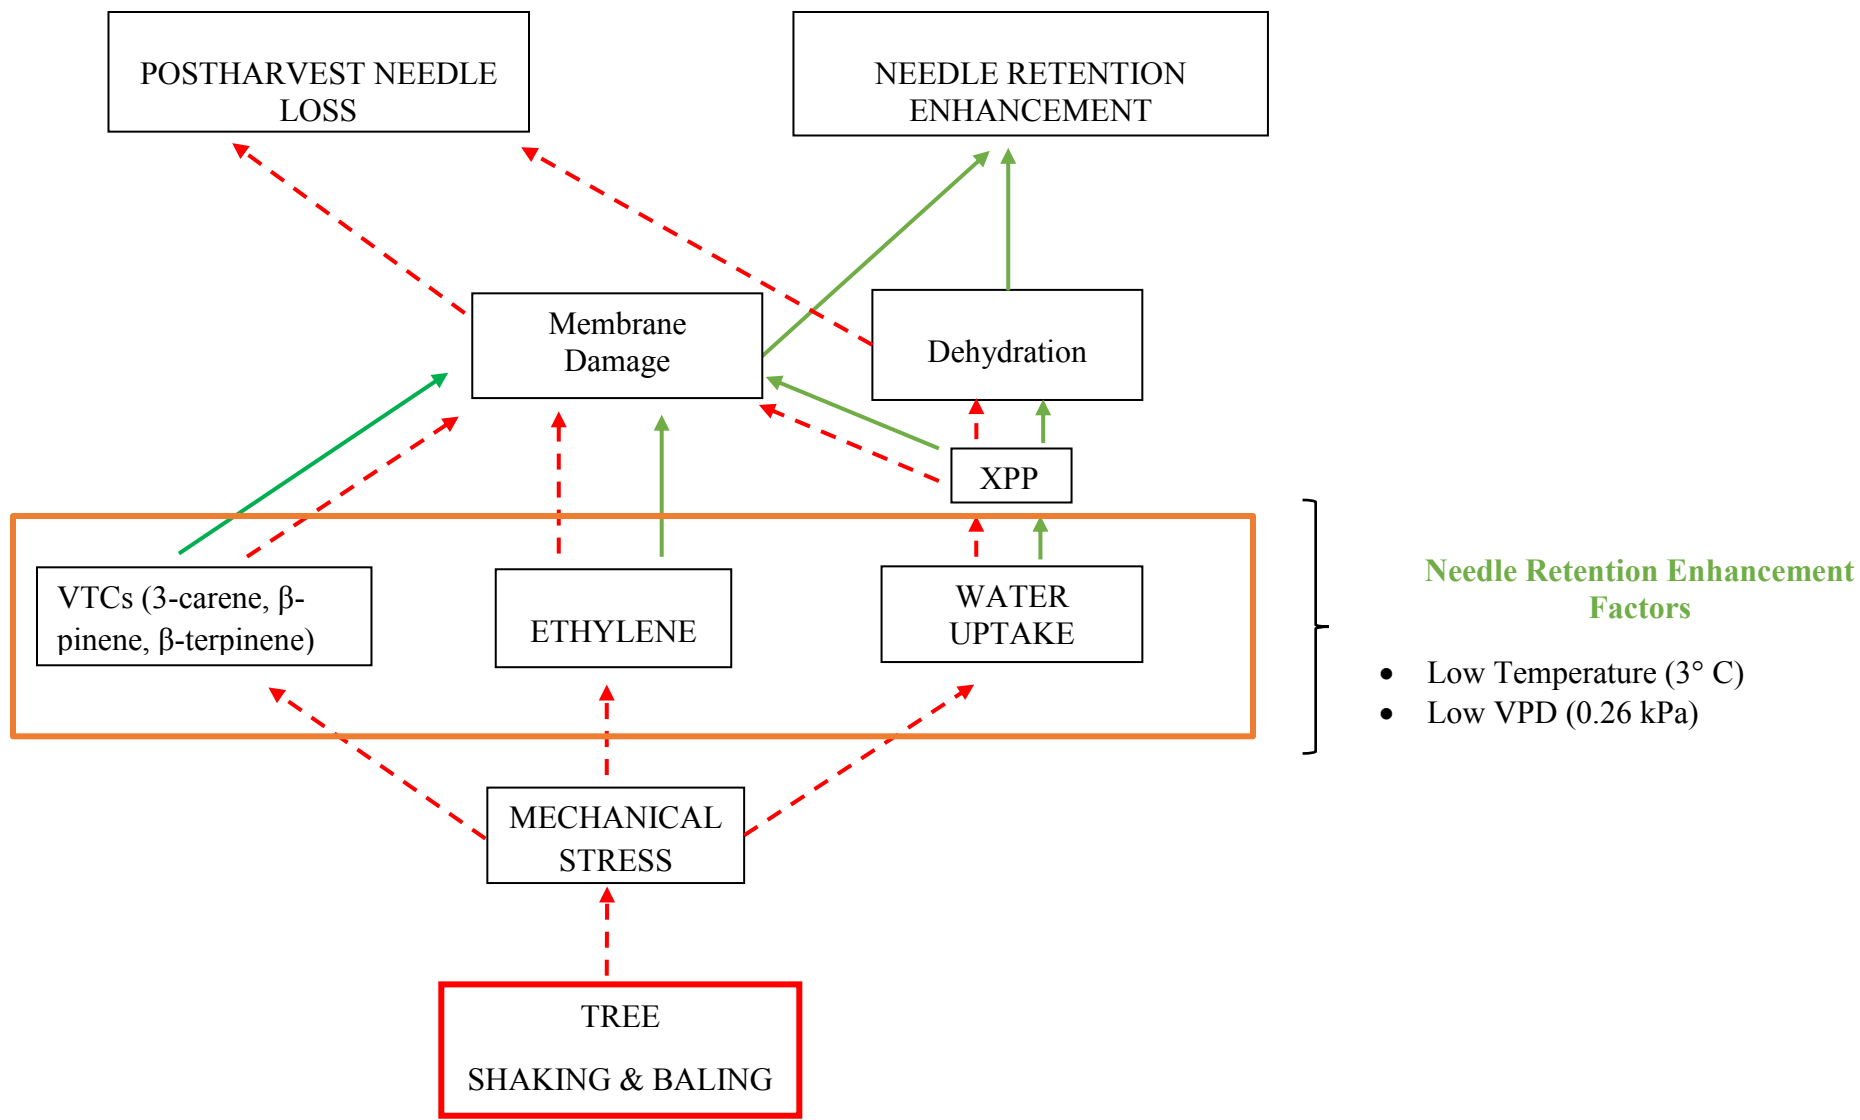 POSTHARVEST NEEDLE
LOSS
NEEDLE RETENTION
ENHANCEMENT
Membrane
Damage
Dehydration
XPP
VTCs (3-carene, β-
pinene, β-terpinene)
ETHYLENE
WATER
UPTAKE
Needle Retention Enhancement
Factors
• Low Temperature (3° C)
• Low VPD (0.26 kPa)
MECHANICAL
STRESS
TREE
SHAKING & BALING